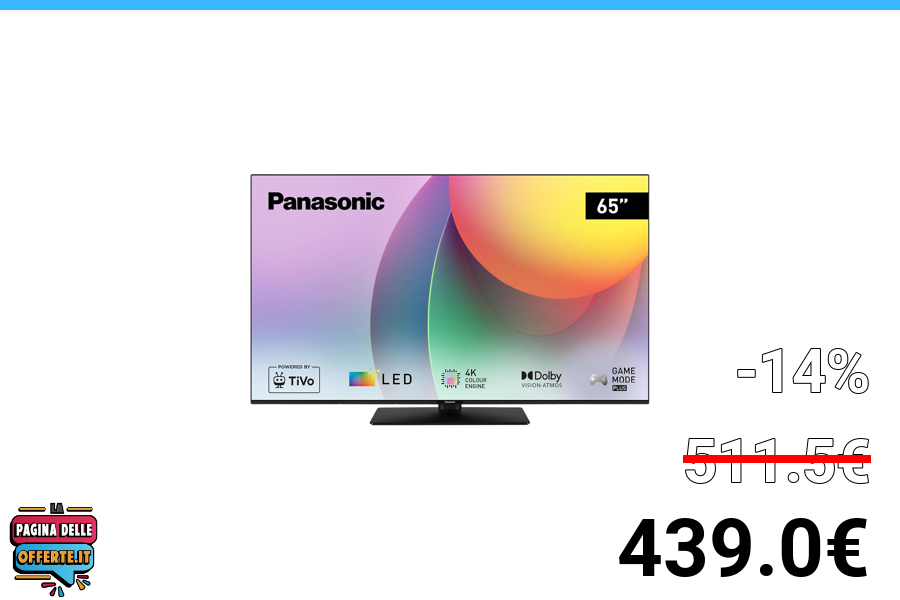 Panasonic
65”
POWERED BY
TiVo
LED
4K
COLOUR
ENGINE
Dolby
VISION·ATMOS
GAME
MODE
PLUS
Panasonic
-14%
511.5€
439.0€
LA
PAGINA DELLE
OFFERTE.IT